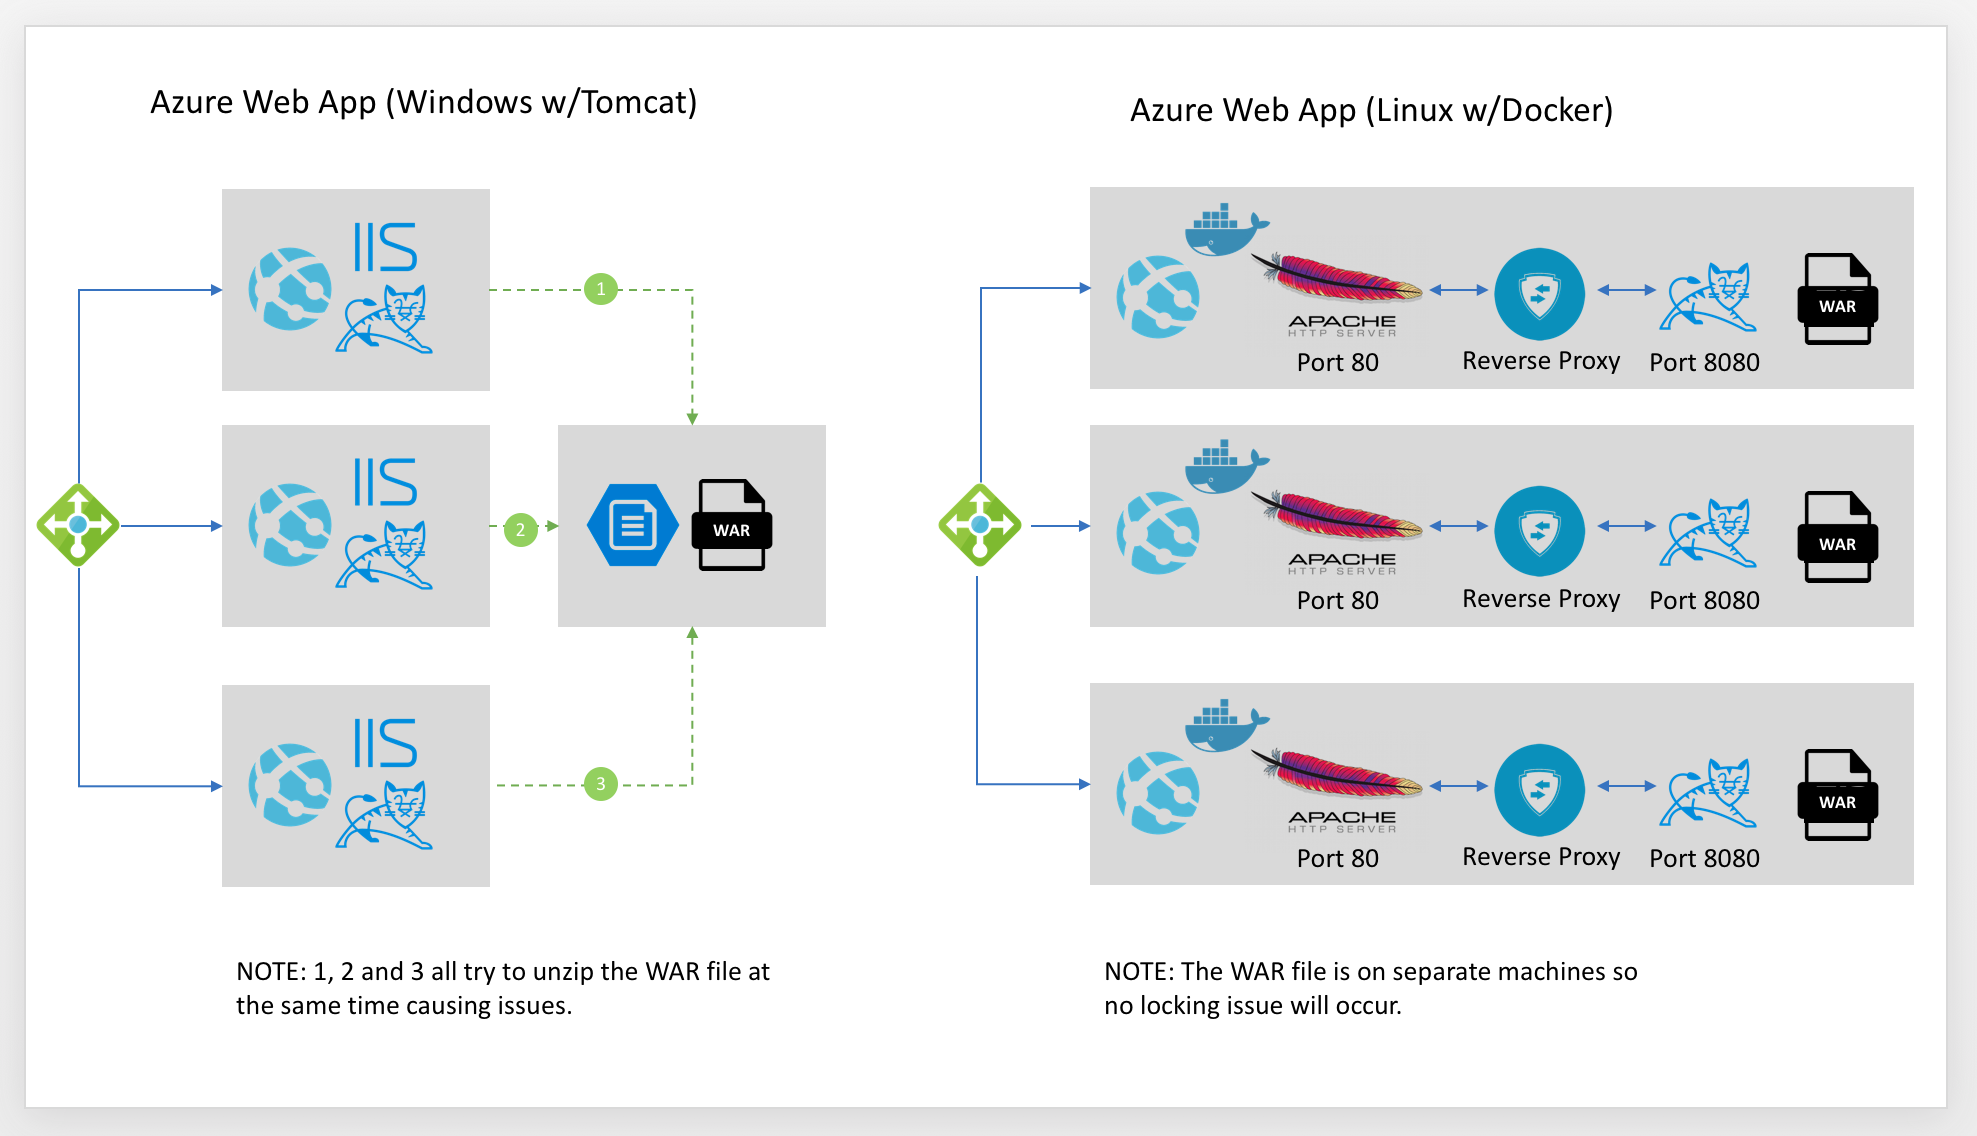 Azure Web App (Windows w/Tomcat)
IIS
1
IIS
2
WAR
IIS
3
NOTE: 1, 2 and 3 all try to unzip the WAR file at
the same time causing issues.
Azure Web App (Linux w/Docker)
APACHE
HTTP SERVER
Port 80
Reverse Proxy
Port 8080
WAR
APACHE
HTTP SERVER
Port 80
Reverse Proxy
Port 8080
WAR
APACHE
HTTP SERVER
Port 80
Reverse Proxy
Port 8080
WAR
NOTE: The WAR file is on separate machines so
no locking issue will occur.